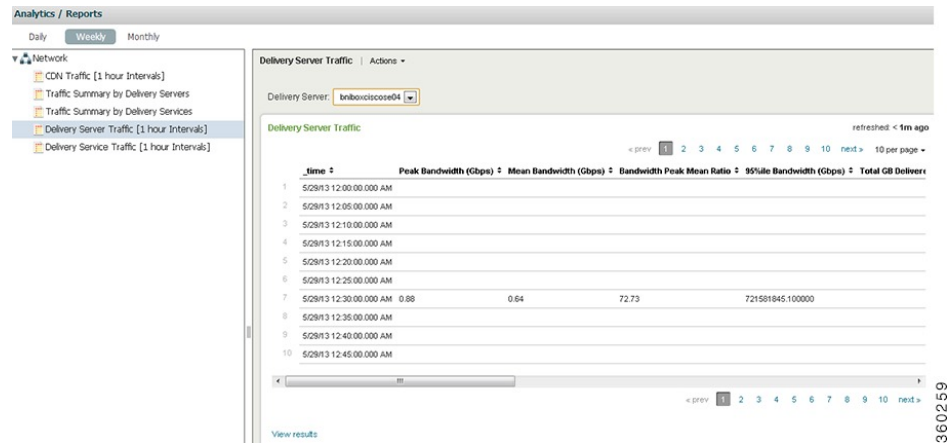 Analytics / Reports
Daily Weekly Monthly
Network
CDN Traffic [1 hour Intervals]
Traffic Summary by Delivery Servers
Traffic Summary by Delivery Services
Delivery Server Traffic [1 hour Intervals]
Delivery Service Traffic [1 hour Intervals]
Delivery Server Traffic | Actions
Delivery Server: bniboxciscose04
Delivery Server Traffic refreshed: < 1m ago
« prev 1 2 3 4 5 6 7 8 9 10 next » 10 per page
_time Peak Bandwidth (Gbps) Mean Bandwidth (Gbps) Bandwidth Peak Mean Ratio 95%ile Bandwidth (Gbps) Total GB Delivere
1 5/29/13 12:00:00.000 AM
2 5/29/13 12:05:00.000 AM
3 5/29/13 12:10:00.000 AM
4 5/29/13 12:15:00.000 AM
5 5/29/13 12:20:00.000 AM
6 5/29/13 12:25:00.000 AM
7 5/29/13 12:30:00.000 AM 0.88 0.64 72.73 721581845.100000
8 5/29/13 12:35:00.000 AM
9 5/29/13 12:40:00.000 AM
10 5/29/13 12:45:00.000 AM
« prev 1 2 3 4 5 6 7 8 9 10 next »
View results
360259